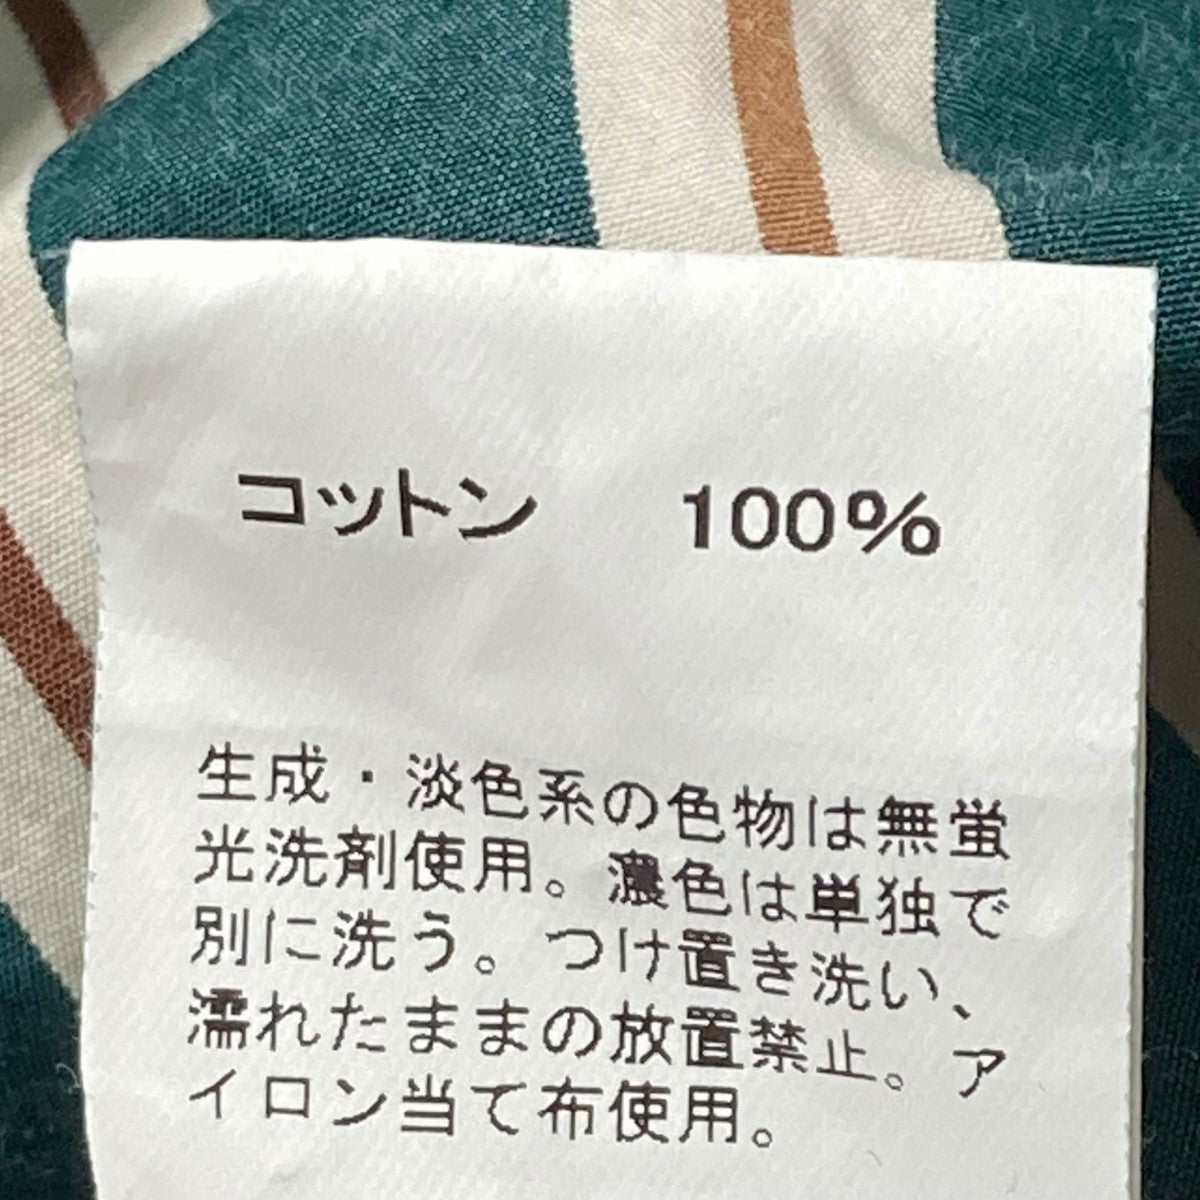 コットン 100%
生成・淡色系の色物は無蛍
光洗剤使用。濃色は単独で
別に洗う。つけ置き洗い、
濡れたままの放置禁止。ア
イロン当て布使用。